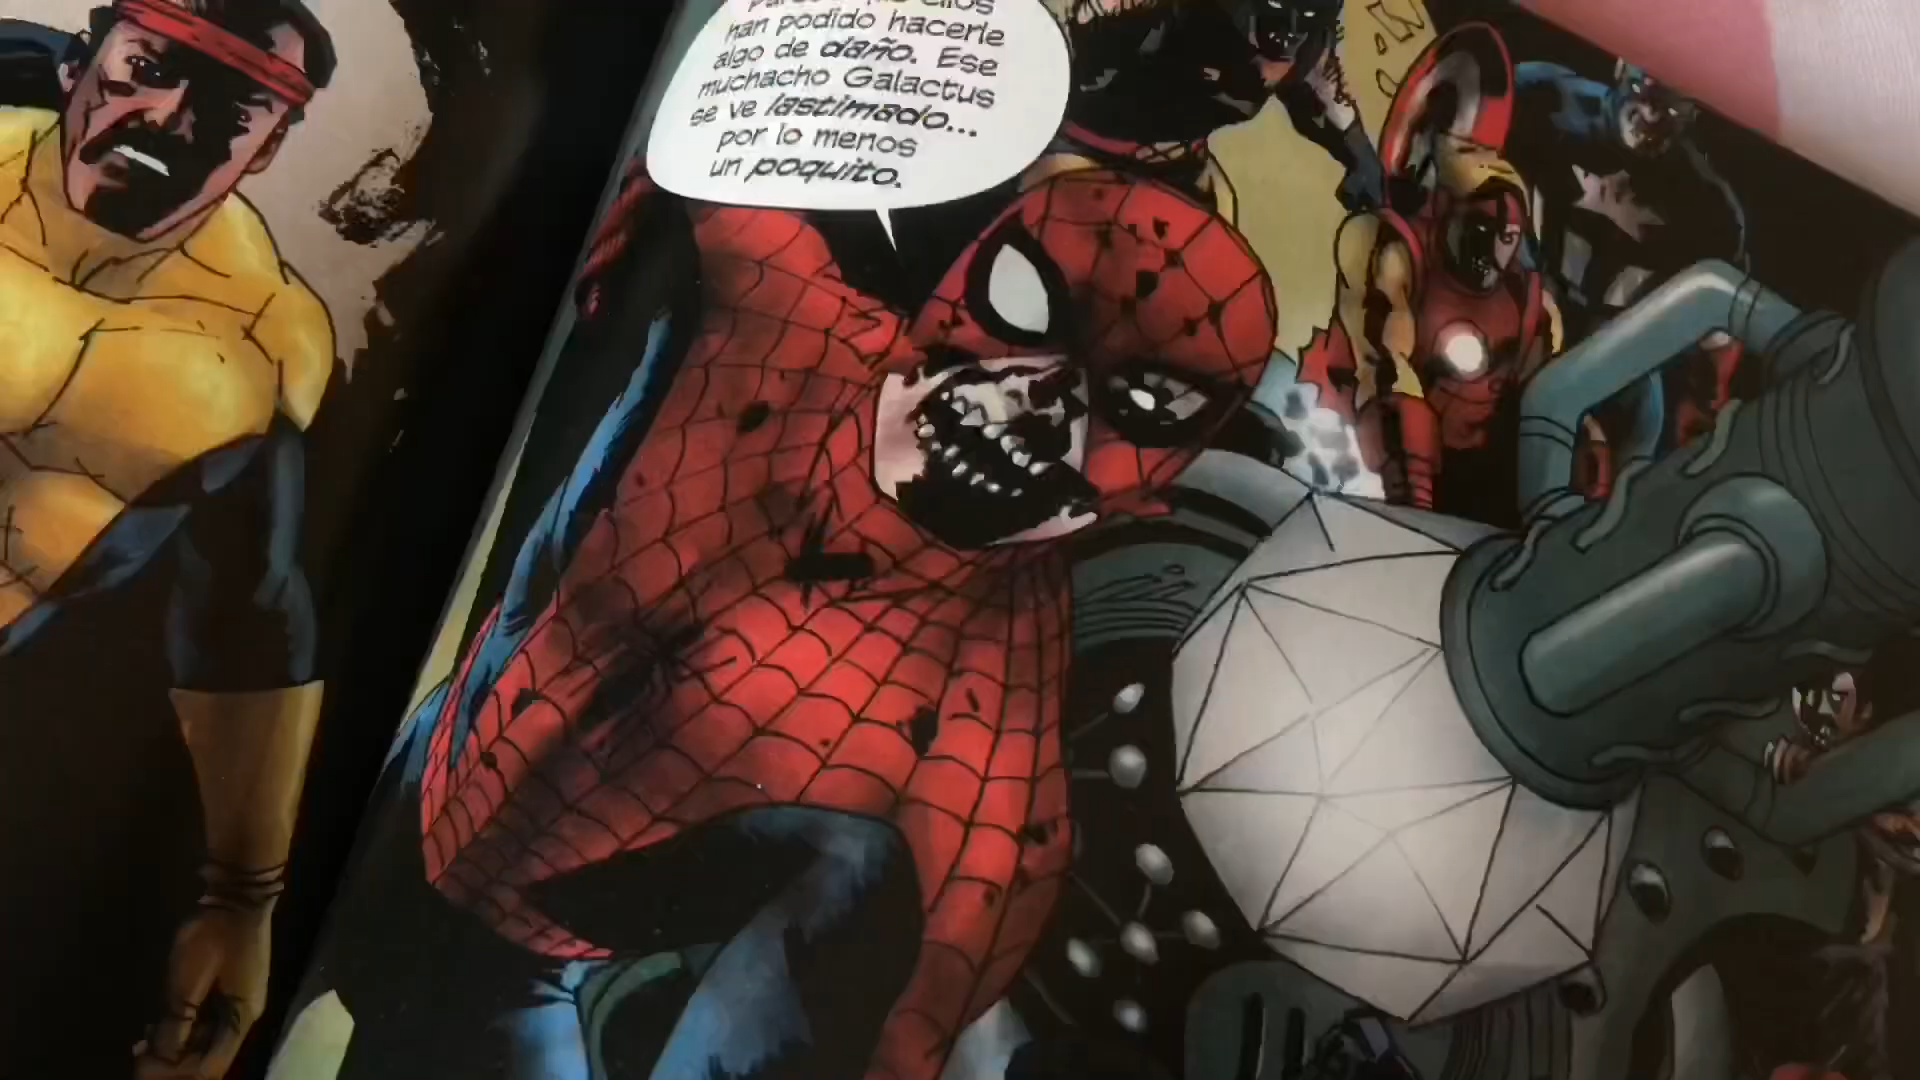 han podido hacerle
algo de daño. Ese
muchacho Galactus
se ve lastimado...
por lo menos
un poquito.